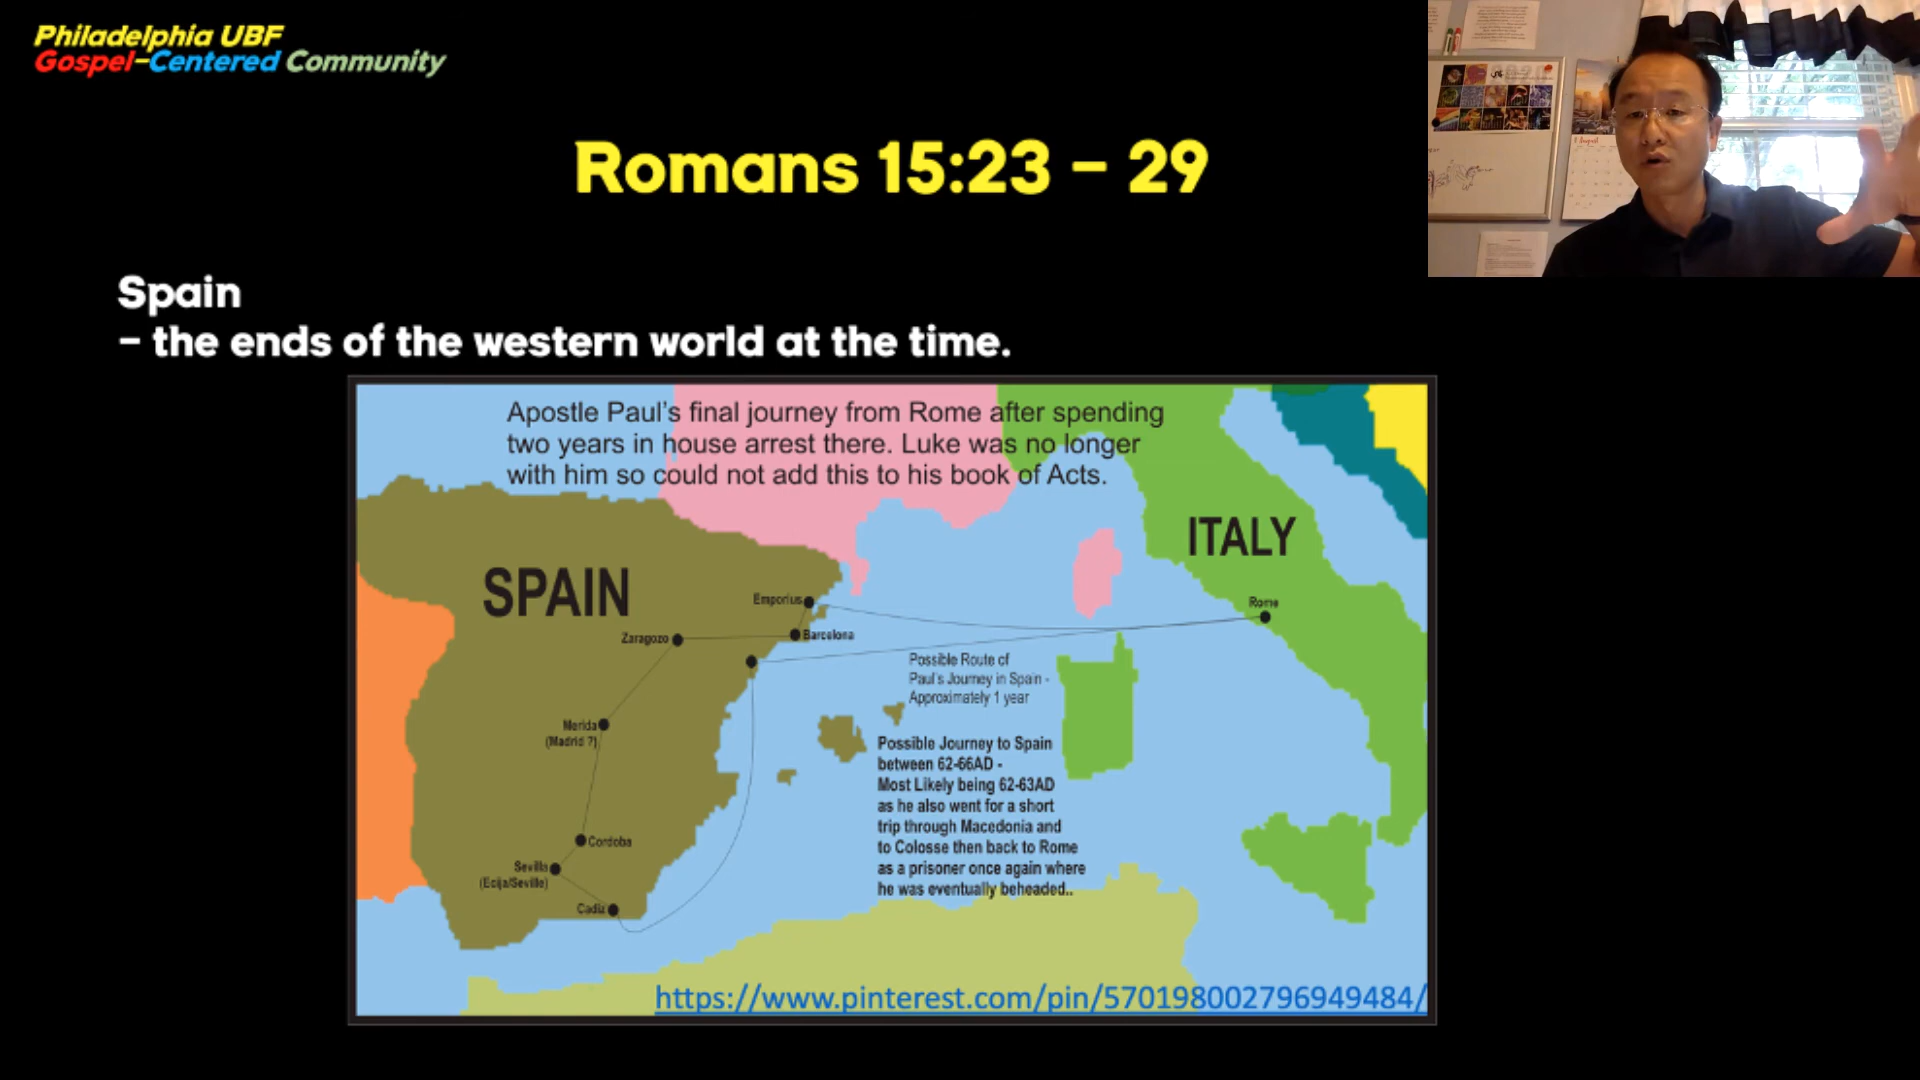 Philadelphia UBF
Gospel-Centered Community
Romans 15:23 - 29
Spain
- the ends of the western world at the time.
Apostle Paul's final journey from Rome after spending
two years in house arrest there. Luke was no longer
with him so could not add this to his book of Acts.
SPAIN
ITALY
Emporius
Rome
Zaragozo
Barcelona
Possible Route of
Paul's Journey in Spain -
Approximately 1 year
Merida
(Madrid ?)
Possible Journey to Spain
between 62-66AD -
Most Likely being 62-63AD
as he also went for a short
trip through Macedonia and
to Colosse then back to Rome
as a prisoner once again where
he was eventually beheaded..
Cordoba
Sevilla
(Ecija/Seville)
Cadiz
https://www.pinterest.com/pin/570198002796949484/